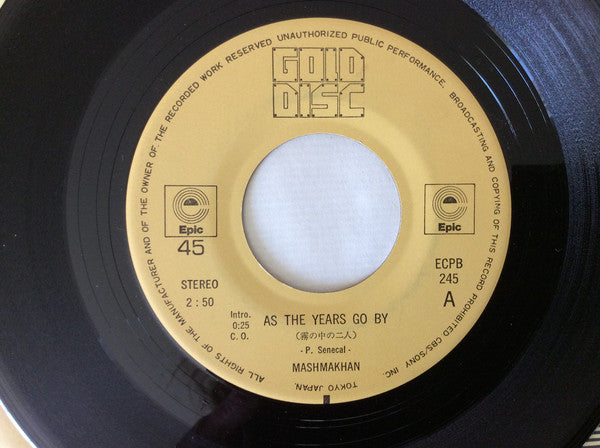 ALL RIGHTS OF THE MANUFACTURER AND OF THE OWNER OF THE RECORDED WORK RESERVED UNAUTHORIZED PUBLIC PERFORMANCE, BROADCASTING AND COPYING OF THIS RECORD PROHIBITED CBS/SONY INC. TOKYO JAPAN,
GOLD
DISC
Epic
Epic
45
STEREO
2:50
ECPB
245
A
Intro.
0:25
C. O.
AS THE YEARS GO BY
(霧の中の二人)
- P. Senecal -
MASHMAKHAN